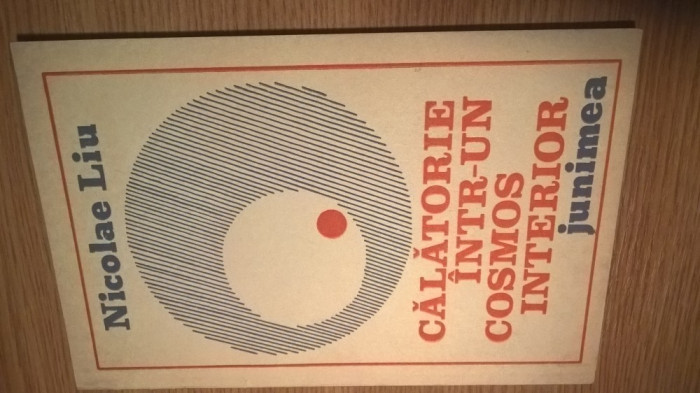 Nicolae Liu
CĂLĂTORIE
ÎNTR-UN
COSMOS
INTERIOR
junimea